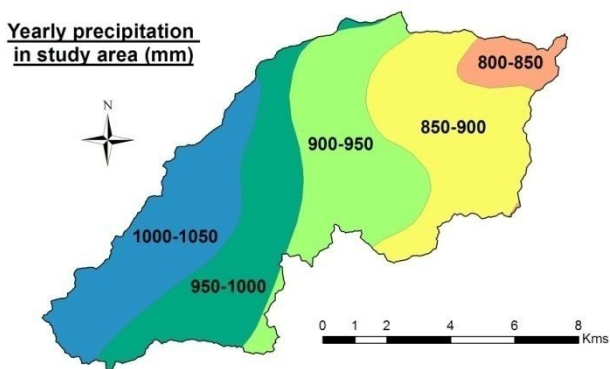 Yearly precipitation
in study area (mm)
N
800-850
850-900
900-950
1000-1050
950-1000
0 1 2 4 6 8
Kms